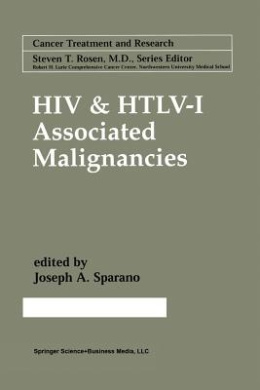 Cancer Treatment and Research
Steven T. Rosen, M.D., Series Editor
Robert H. Lurie Comprehensive Cancer Center, Northwestern University Medical School
HIV & HTLV-I
Associated
Malignancies
edited by
Joseph A. Sparano
Springer Science+Business Media, LLC